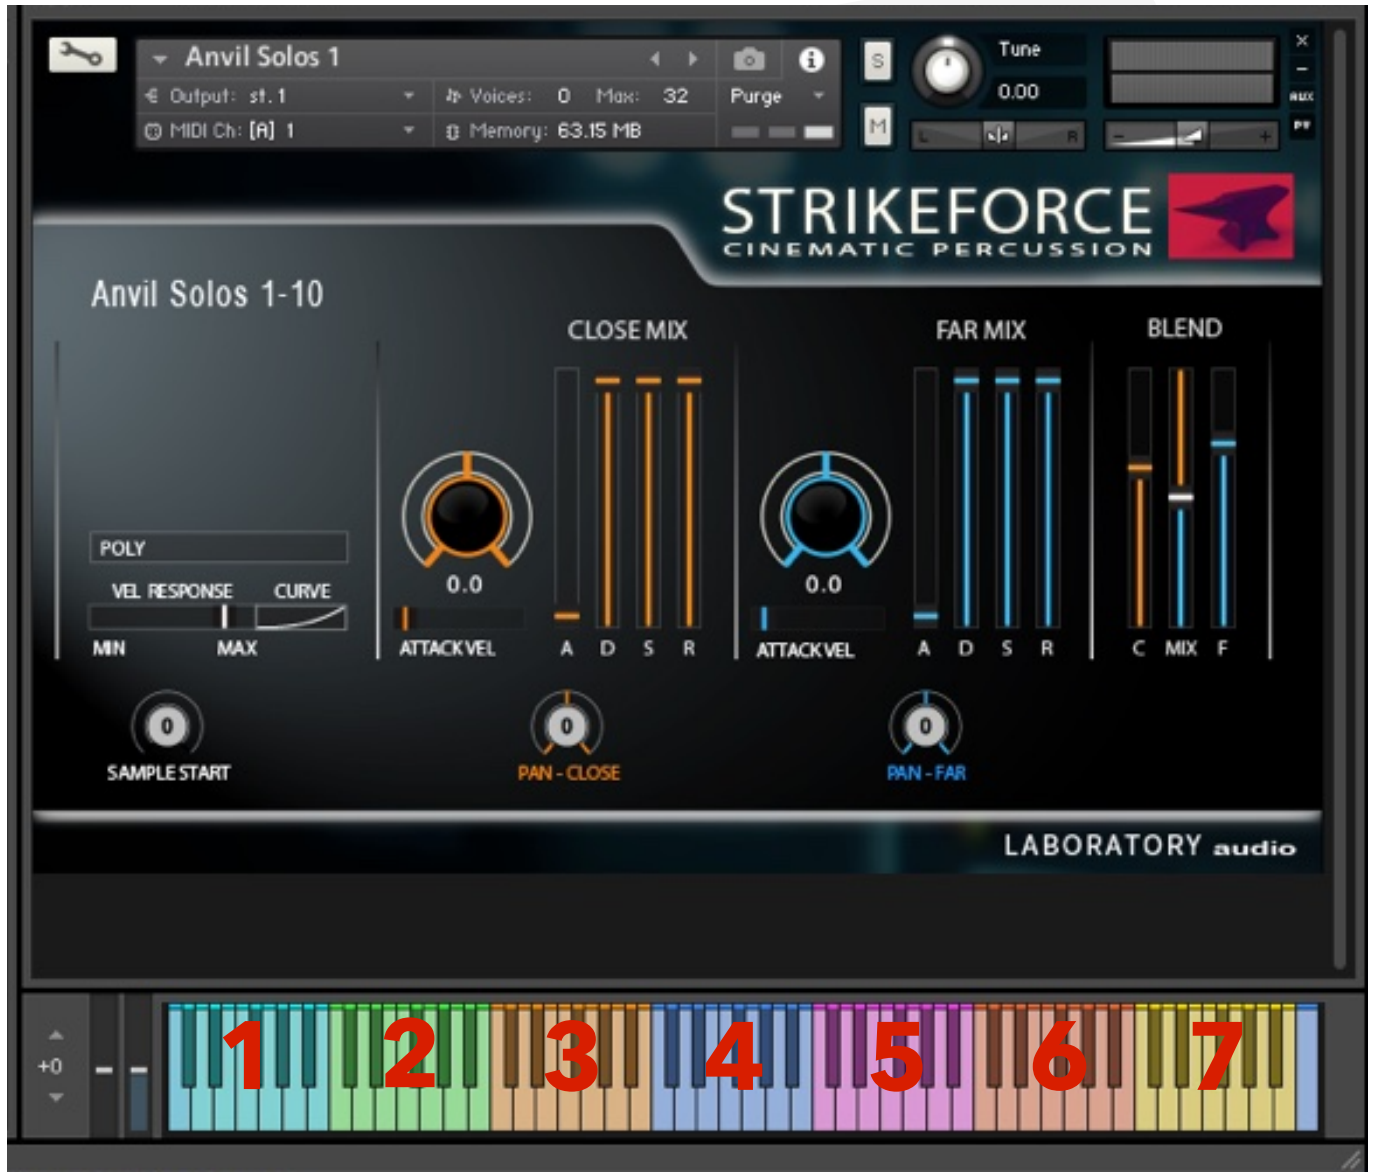 Anvil Solos 1
Output: st. 1
Voices: 0 Max: 32
Purge
MIDI Ch: [A] 1
Memory: 63.15 MB
S
M
Tune
0.00
L R
- +
×
–
AUX
PV
STRIKEFORCE
CINEMATIC PERCUSSION
Anvil Solos 1-10
CLOSE MIX
FAR MIX
BLEND
POLY
VEL RESPONSE CURVE
MIN MAX
0.0
ATTACK VEL
A D S R
0.0
ATTACK VEL
A D S R
C MIX F
0
SAMPLE START
0
PAN - CLOSE
0
PAN - FAR
LABORATORY audio
+0
1 2 3 4 5 6 7